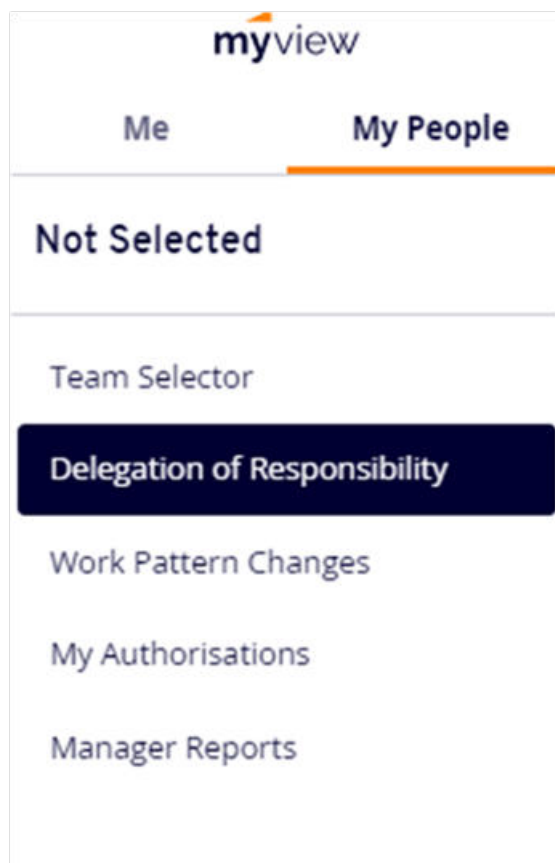 myview
Me My People
Not Selected
Team Selector
Delegation of Responsibility
Work Pattern Changes
My Authorisations
Manager Reports